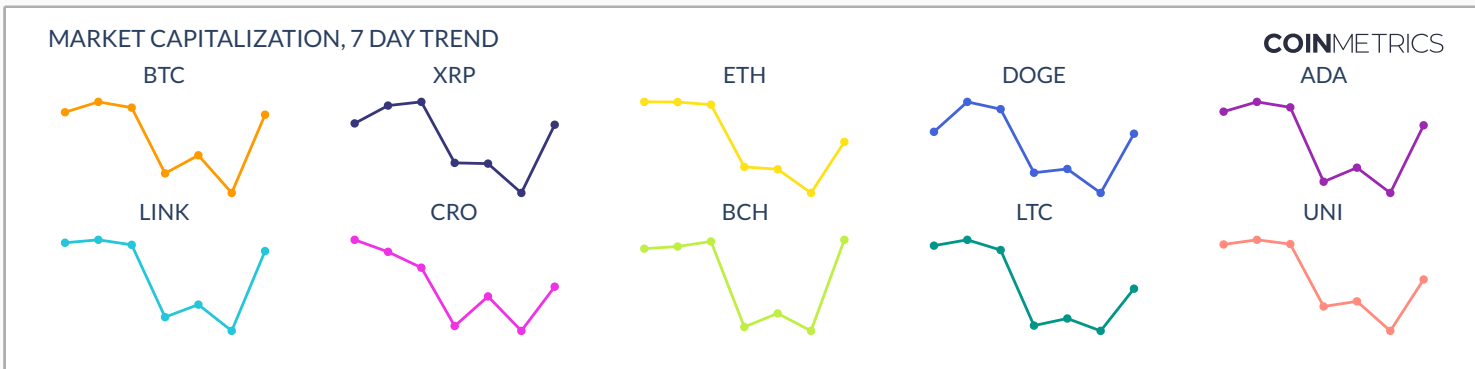 MARKET CAPITALIZATION, 7 DAY TREND
COINMETRICS
BTC XRP ETH DOGE ADA
LINK CRO BCH LTC UNI